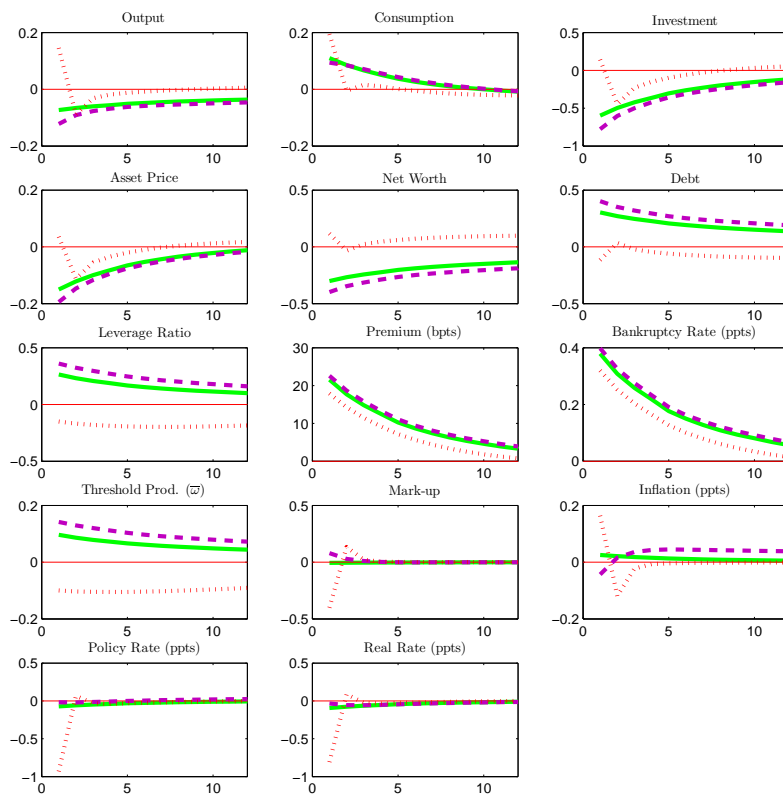 Output
Consumption
Investment
0.2
0
−0.2
0 5 10
0.2
0
−0.2
0 5 10
0
−0.5
−1
0 5 10
Asset Price
Net Worth
Debt
0.2
0
−0.2
0 5 10
0.5
0
−0.5
0 5 10
0.5
0
−0.5
0 5 10
Leverage Ratio
Premium (bpts)
Bankruptcy Rate (ppts)
0.5
0
−0.5
0 5 10
30
20
10
0
0 5 10
0.4
0.2
0
0 5 10
Threshold Prod. (ω̅)
Mark-up
Inflation (ppts)
0.2
0
−0.2
0 5 10
0.5
0
−0.5
0 5 10
0.2
0
−0.2
0 5 10
Policy Rate (ppts)
Real Rate (ppts)
0.5
0
−0.5
−1
0 5 10
0.5
0
−0.5
−1
0 5 10